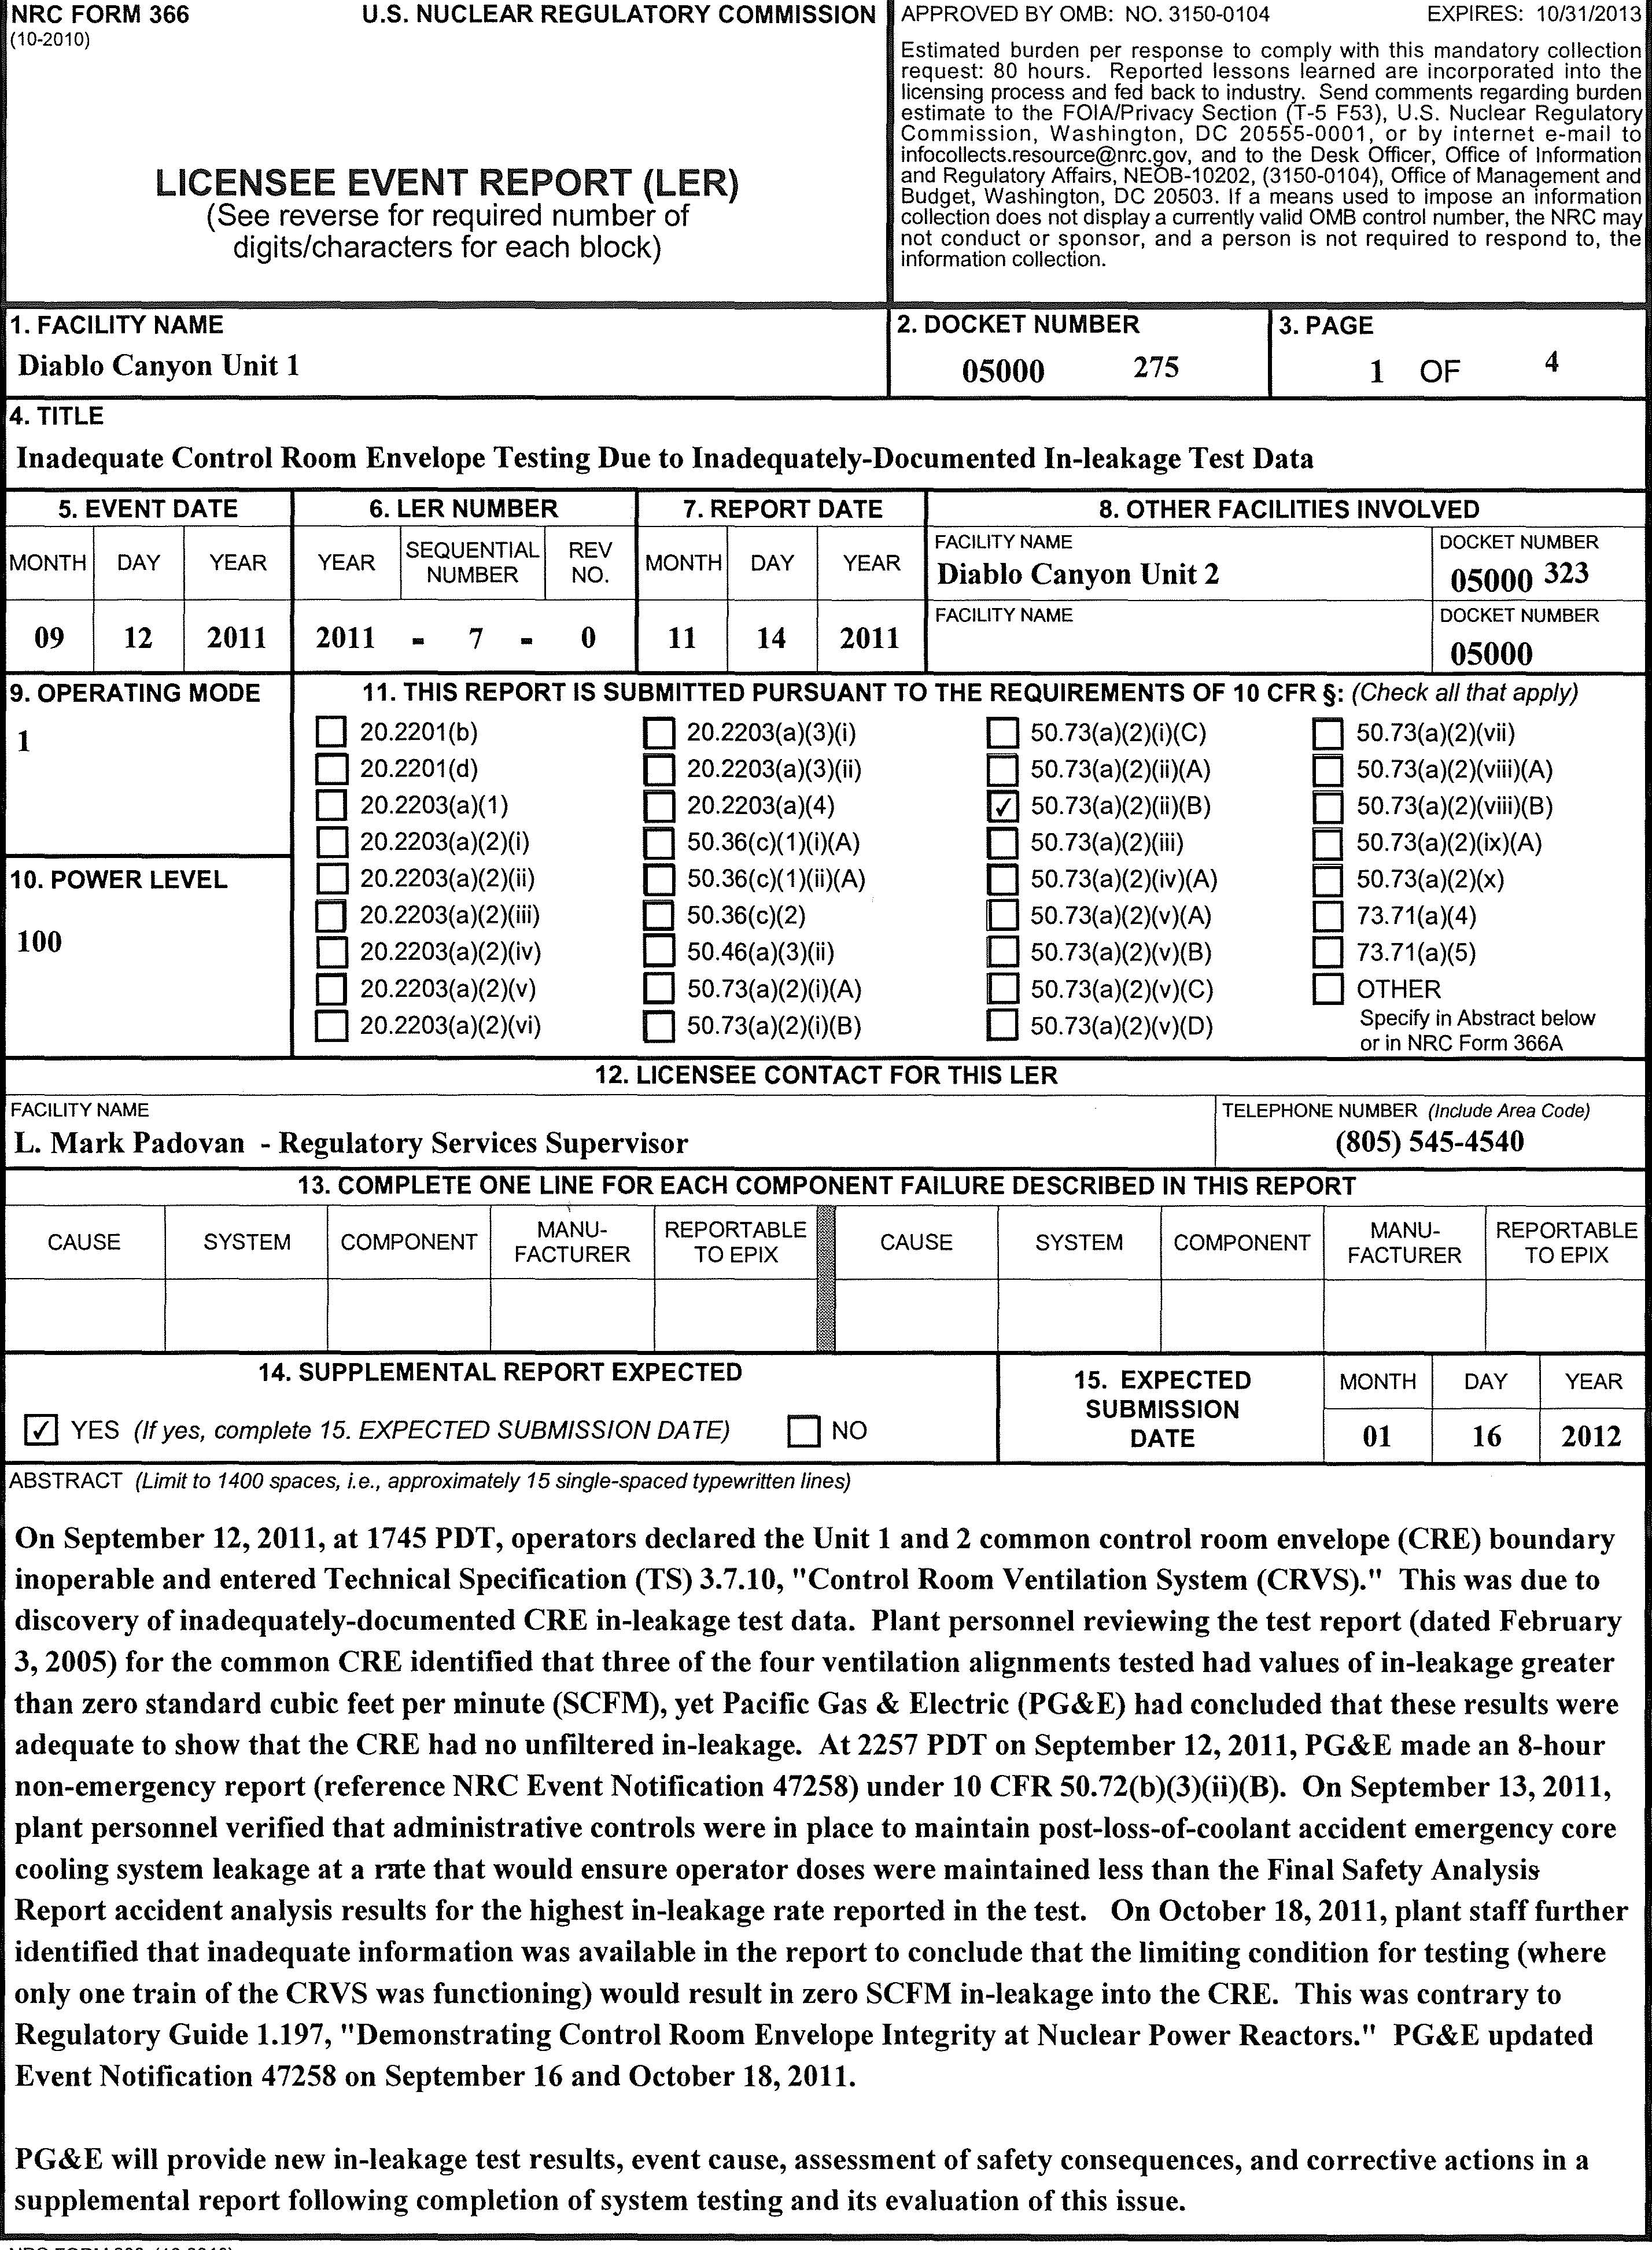 NRC FORM 366
(10-2010)
U.S. NUCLEAR REGULATORY COMMISSION
LICENSEE EVENT REPORT (LER)
(See reverse for required number of
digits/characters for each block)
APPROVED BY OMB: NO. 3150-0104 EXPIRES: 10/31/2013
Estimated burden per response to comply with this mandatory collection
request: 80 hours. Reported lessons learned are incorporated into the
licensing process and fed back to industry. Send comments regarding burden
estimate to the FOIA/Privacy Section (T-5 F53), U.S. Nuclear Regulatory
Commission, Washington, DC 20555-0001, or by internet e-mail to
infocollects.resource@nrc.gov, and to the Desk Officer, Office of Information
and Regulatory Affairs, NEOB-10202, (3150-0104), Office of Management and
Budget, Washington, DC 20503. If a means used to impose an information
collection does not display a currently valid OMB control number, the NRC may
not conduct or sponsor, and a person is not required to respond to, the
information collection.
1. FACILITY NAME
Diablo Canyon Unit 1
2. DOCKET NUMBER
05000 275
3. PAGE
1 OF 4
4. TITLE
Inadequate Control Room Envelope Testing Due to Inadequately-Documented In-leakage Test Data
5. EVENT DATE 6. LER NUMBER 7. REPORT DATE 8. OTHER FACILITIES INVOLVED
MONTH DAY YEAR YEAR SEQUENTIAL NUMBER REV NO. MONTH DAY YEAR
FACILITY NAME DOCKET NUMBER
Diablo Canyon Unit 2 05000 323
09 12 2011 2011 - 7 - 0 11 14 2011
FACILITY NAME DOCKET NUMBER
05000
9. OPERATING MODE
1
10. POWER LEVEL
100
11. THIS REPORT IS SUBMITTED PURSUANT TO THE REQUIREMENTS OF 10 CFR §: (Check all that apply)
☐ 20.2201(b) ☐ 20.2203(a)(3)(i) ☐ 50.73(a)(2)(i)(C) ☐ 50.73(a)(2)(vii)
☐ 20.2201(d) ☐ 20.2203(a)(3)(ii) ☐ 50.73(a)(2)(ii)(A) ☐ 50.73(a)(2)(viii)(A)
☐ 20.2203(a)(1) ☐ 20.2203(a)(4) ☑ 50.73(a)(2)(ii)(B) ☐ 50.73(a)(2)(viii)(B)
☐ 20.2203(a)(2)(i) ☐ 50.36(c)(1)(i)(A) ☐ 50.73(a)(2)(iii) ☐ 50.73(a)(2)(ix)(A)
☐ 20.2203(a)(2)(ii) ☐ 50.36(c)(1)(ii)(A) ☐ 50.73(a)(2)(iv)(A) ☐ 50.73(a)(2)(x)
☐ 20.2203(a)(2)(iii) ☐ 50.36(c)(2) ☐ 50.73(a)(2)(v)(A) ☐ 73.71(a)(4)
☐ 20.2203(a)(2)(iv) ☐ 50.46(a)(3)(ii) ☐ 50.73(a)(2)(v)(B) ☐ 73.71(a)(5)
☐ 20.2203(a)(2)(v) ☐ 50.73(a)(2)(i)(A) ☐ 50.73(a)(2)(v)(C) ☐ OTHER
☐ 20.2203(a)(2)(vi) ☐ 50.73(a)(2)(i)(B) ☐ 50.73(a)(2)(v)(D) Specify in Abstract below
or in NRC Form 366A
12. LICENSEE CONTACT FOR THIS LER
FACILITY NAME TELEPHONE NUMBER (Include Area Code)
L. Mark Padovan - Regulatory Services Supervisor (805) 545-4540
13. COMPLETE ONE LINE FOR EACH COMPONENT FAILURE DESCRIBED IN THIS REPORT
CAUSE SYSTEM COMPONENT MANU-FACTURER REPORTABLE TO EPIX CAUSE SYSTEM COMPONENT MANU-FACTURER REPORTABLE TO EPIX
14. SUPPLEMENTAL REPORT EXPECTED
☑ YES (If yes, complete 15. EXPECTED SUBMISSION DATE) ☐ NO
15. EXPECTED
SUBMISSION
DATE
MONTH DAY YEAR
01 16 2012
ABSTRACT (Limit to 1400 spaces, i.e., approximately 15 single-spaced typewritten lines)
On September 12, 2011, at 1745 PDT, operators declared the Unit 1 and 2 common control room envelope (CRE) boundary
inoperable and entered Technical Specification (TS) 3.7.10, "Control Room Ventilation System (CRVS)." This was due to
discovery of inadequately-documented CRE in-leakage test data. Plant personnel reviewing the test report (dated February
3, 2005) for the common CRE identified that three of the four ventilation alignments tested had values of in-leakage greater
than zero standard cubic feet per minute (SCFM), yet Pacific Gas & Electric (PG&E) had concluded that these results were
adequate to show that the CRE had no unfiltered in-leakage. At 2257 PDT on September 12, 2011, PG&E made an 8-hour
non-emergency report (reference NRC Event Notification 47258) under 10 CFR 50.72(b)(3)(ii)(B). On September 13, 2011,
plant personnel verified that administrative controls were in place to maintain post-loss-of-coolant accident emergency core
cooling system leakage at a rate that would ensure operator doses were maintained less than the Final Safety Analysis
Report accident analysis results for the highest in-leakage rate reported in the test. On October 18, 2011, plant staff further
identified that inadequate information was available in the report to conclude that the limiting condition for testing (where
only one train of the CRVS was functioning) would result in zero SCFM in-leakage into the CRE. This was contrary to
Regulatory Guide 1.197, "Demonstrating Control Room Envelope Integrity at Nuclear Power Reactors." PG&E updated
Event Notification 47258 on September 16 and October 18, 2011.
PG&E will provide new in-leakage test results, event cause, assessment of safety consequences, and corrective actions in a
supplemental report following completion of system testing and its evaluation of this issue.